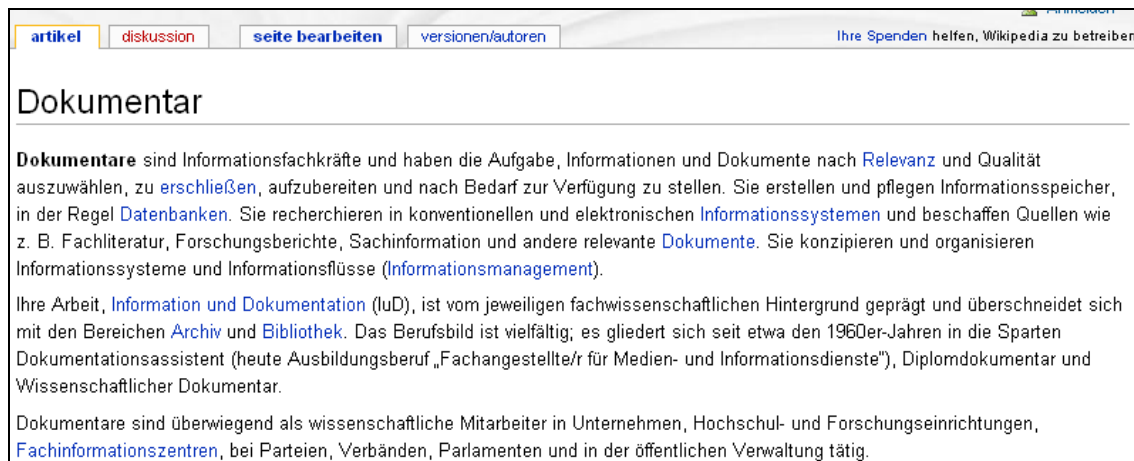 Anmelden
artikel diskussion seite bearbeiten versionen/autoren Ihre Spenden helfen, Wikipedia zu betreiben
Dokumentar
Dokumentare sind Informationsfachkräfte und haben die Aufgabe, Informationen und Dokumente nach Relevanz und Qualität
auszuwählen, zu erschließen, aufzubereiten und nach Bedarf zur Verfügung zu stellen. Sie erstellen und pflegen Informationsspeicher,
in der Regel Datenbanken. Sie recherchieren in konventionellen und elektronischen Informationssystemen und beschaffen Quellen wie
z. B. Fachliteratur, Forschungsberichte, Sachinformation und andere relevante Dokumente. Sie konzipieren und organisieren
Informationssysteme und Informationsflüsse (Informationsmanagement).
Ihre Arbeit, Information und Dokumentation (IuD), ist vom jeweiligen fachwissenschaftlichen Hintergrund geprägt und überschneidet sich
mit den Bereichen Archiv und Bibliothek. Das Berufsbild ist vielfältig; es gliedert sich seit etwa den 1960er-Jahren in die Sparten
Dokumentationsassistent (heute Ausbildungsberuf „Fachangestellte/r für Medien- und Informationsdienste"), Diplomdokumentar und
Wissenschaftlicher Dokumentar.
Dokumentare sind überwiegend als wissenschaftliche Mitarbeiter in Unternehmen, Hochschul- und Forschungseinrichtungen,
Fachinformationszentren, bei Parteien, Verbänden, Parlamenten und in der öffentlichen Verwaltung tätig.